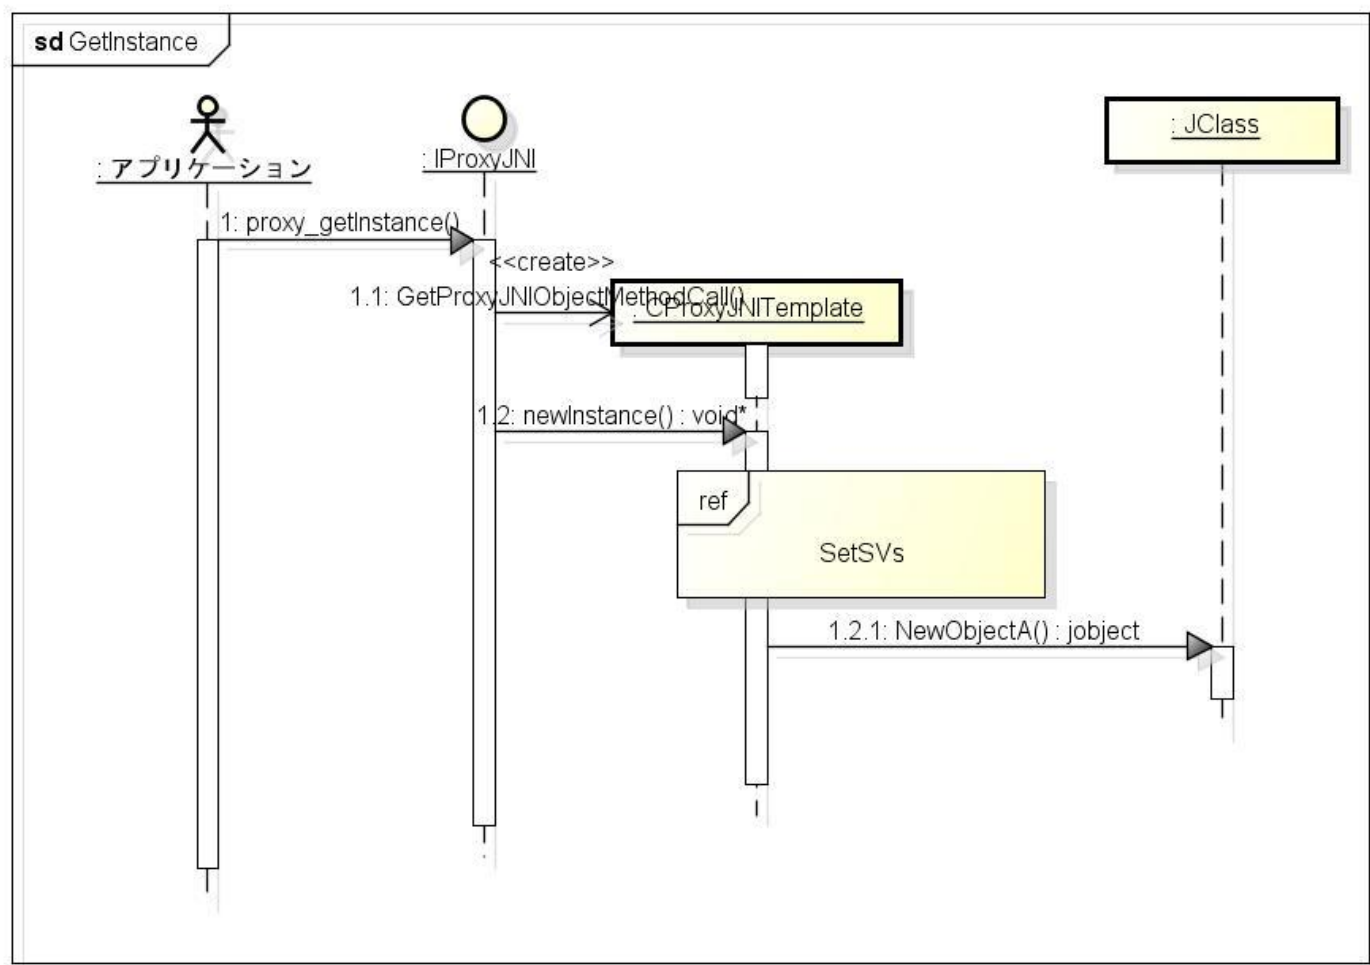 sd GetInstance
: アプリケーション
: IProxyJNI
: JClass
1: proxy_getInstance()
<<create>>
1.1: GetProxyJNIObjectMethodCall()
: CProxyJNITemplate
1.2: newInstance() : void*
ref
SetSVs
1.2.1: NewObjectA() : jobject